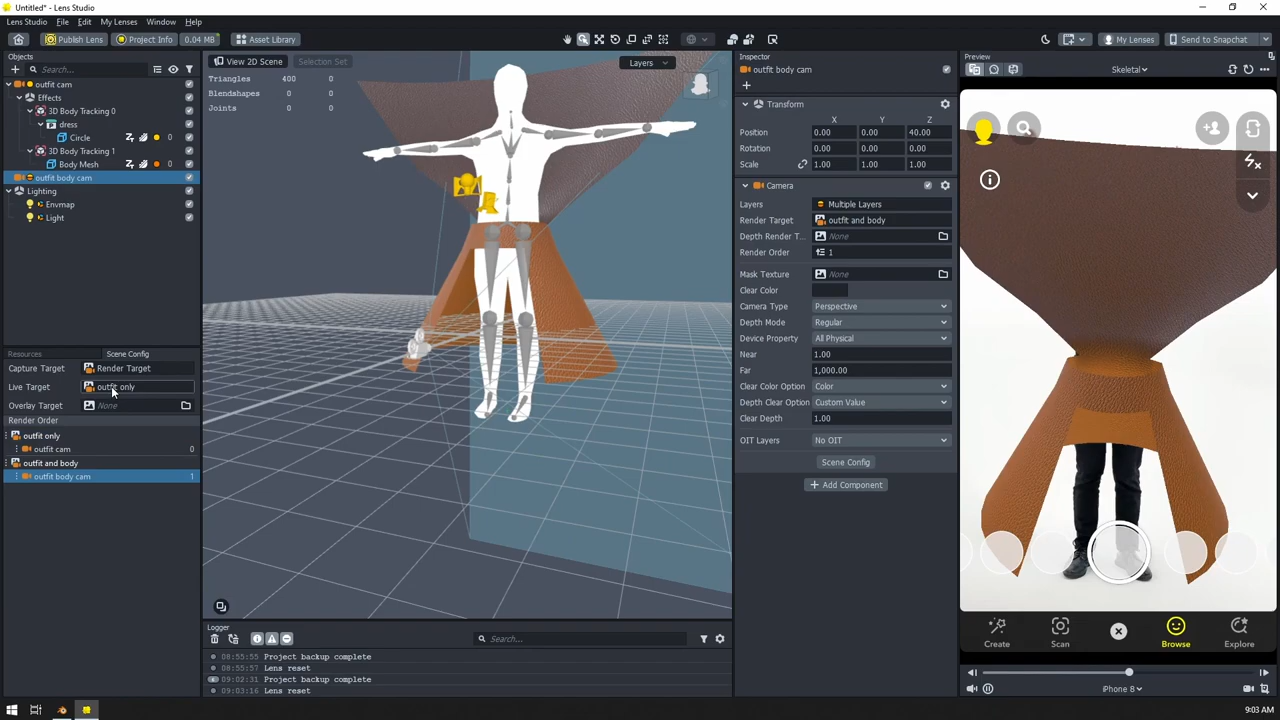 Untitled* - Lens Studio
Lens Studio File Edit My Lenses Window Help
Publish Lens Project Info 0.04 MB Asset Library My Lenses Send to Snapchat
Objects
Search...
outfit cam
Effects
3D Body Tracking 0
dress
Circle 0
3D Body Tracking 1
Body Mesh 0
outfit body cam
Lighting
Envmap
Light
Resources Scene Config
Capture Target Render Target
Live Target outfit only
Overlay Target None
Render Order
outfit only
outfit cam 0
outfit and body
outfit body cam 1
View 2D Scene Selection Set Layers
Triangles 400 0
Blendshapes 0 0
Joints 0 0
Logger
Search...
08:55:55 Project backup complete
08:55:57 Lens reset
09:02:31 Project backup complete
09:03:16 Lens reset
Inspector
outfit body cam
Transform
X Y Z
Position 0.00 0.00 40.00
Rotation 0.00 0.00 0.00
Scale 1.00 1.00 1.00
Camera
Layers Multiple Layers
Render Target outfit and body
Depth Render T... None
Render Order 1
Mask Texture None
Clear Color
Camera Type Perspective
Depth Mode Regular
Device Property All Physical
Near 1.00
Far 1,000.00
Clear Color Option Color
Depth Clear Option Custom Value
Clear Depth 1.00
OIT Layers No OIT
Scene Config
Add Component
Preview
Skeletal
Create Scan Browse Explore
iPhone 8
9:03 AM